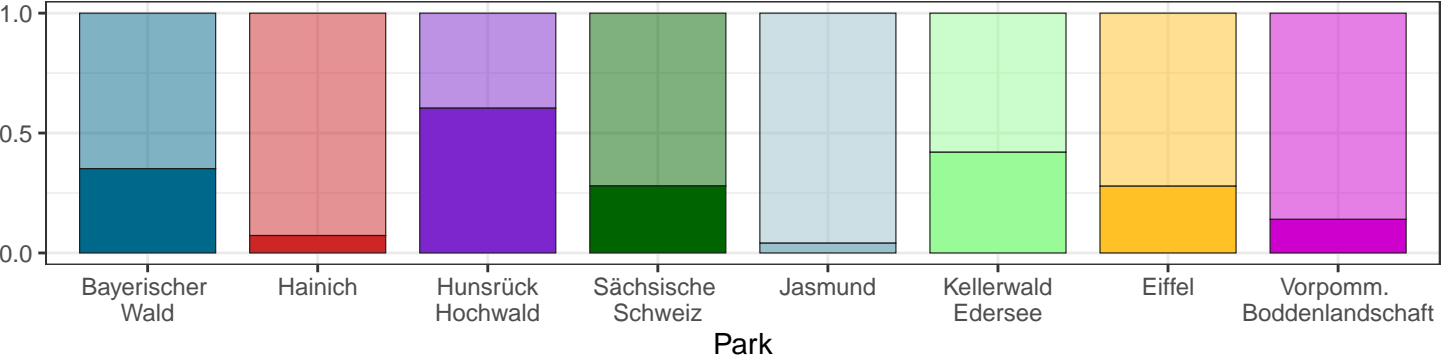 1.0
0.5
0.0
Bayerischer
Wald
Hainich
Hunsrück
Hochwald
Sächsische
Schweiz
Jasmund
Kellerwald
Edersee
Eiffel
Vorpomm.
Boddenlandschaft
Park